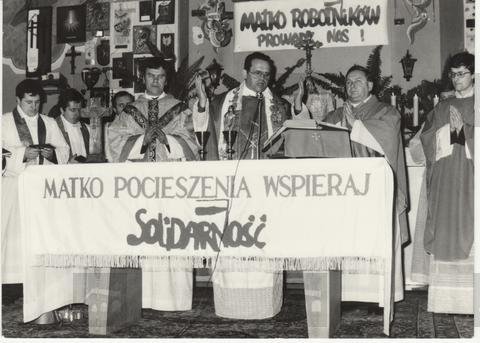 MATKO ROBOTNIKÓW
PROWADŹ NAS !
MATKO POCIESZENIA WSPIERAJ
SOLIDARNOŚĆ